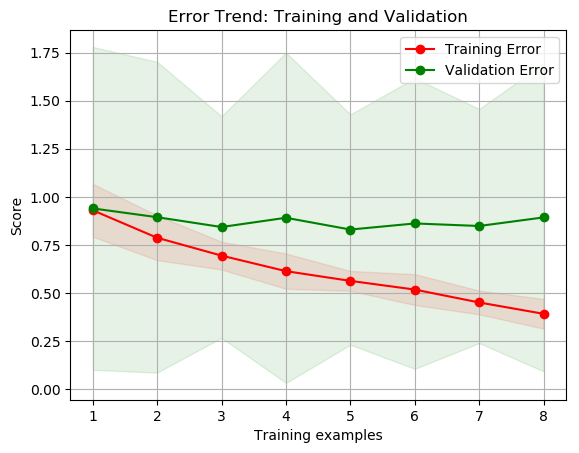 Error Trend: Training and Validation
Training Error
Validation Error
1.75
1.50
1.25
1.00
0.75
0.50
0.25
0.00
Score
1 2 3 4 5 6 7 8
Training examples